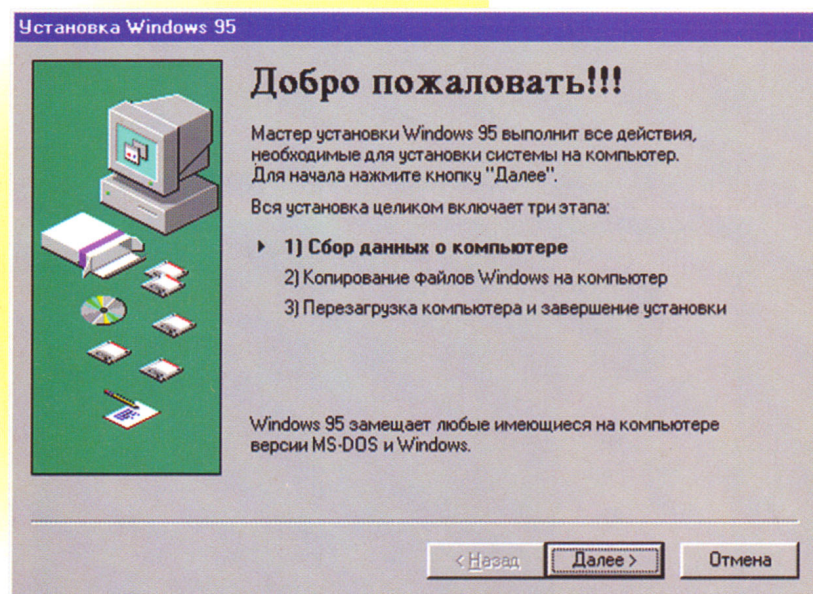 Установка Windows 95
Добро пожаловать!!!
Мастер установки Windows 95 выполнит все действия,
необходимые для установки системы на компьютер.
Для начала нажмите кнопку "Далее".
Вся установка целиком включает три этапа:
1) Сбор данных о компьютере
2) Копирование файлов Windows на компьютер
3) Перезагрузка компьютера и завершение установки
Windows 95 замещает любые имеющиеся на компьютере
версии MS-DOS и Windows.
< Назад Далее > Отмена